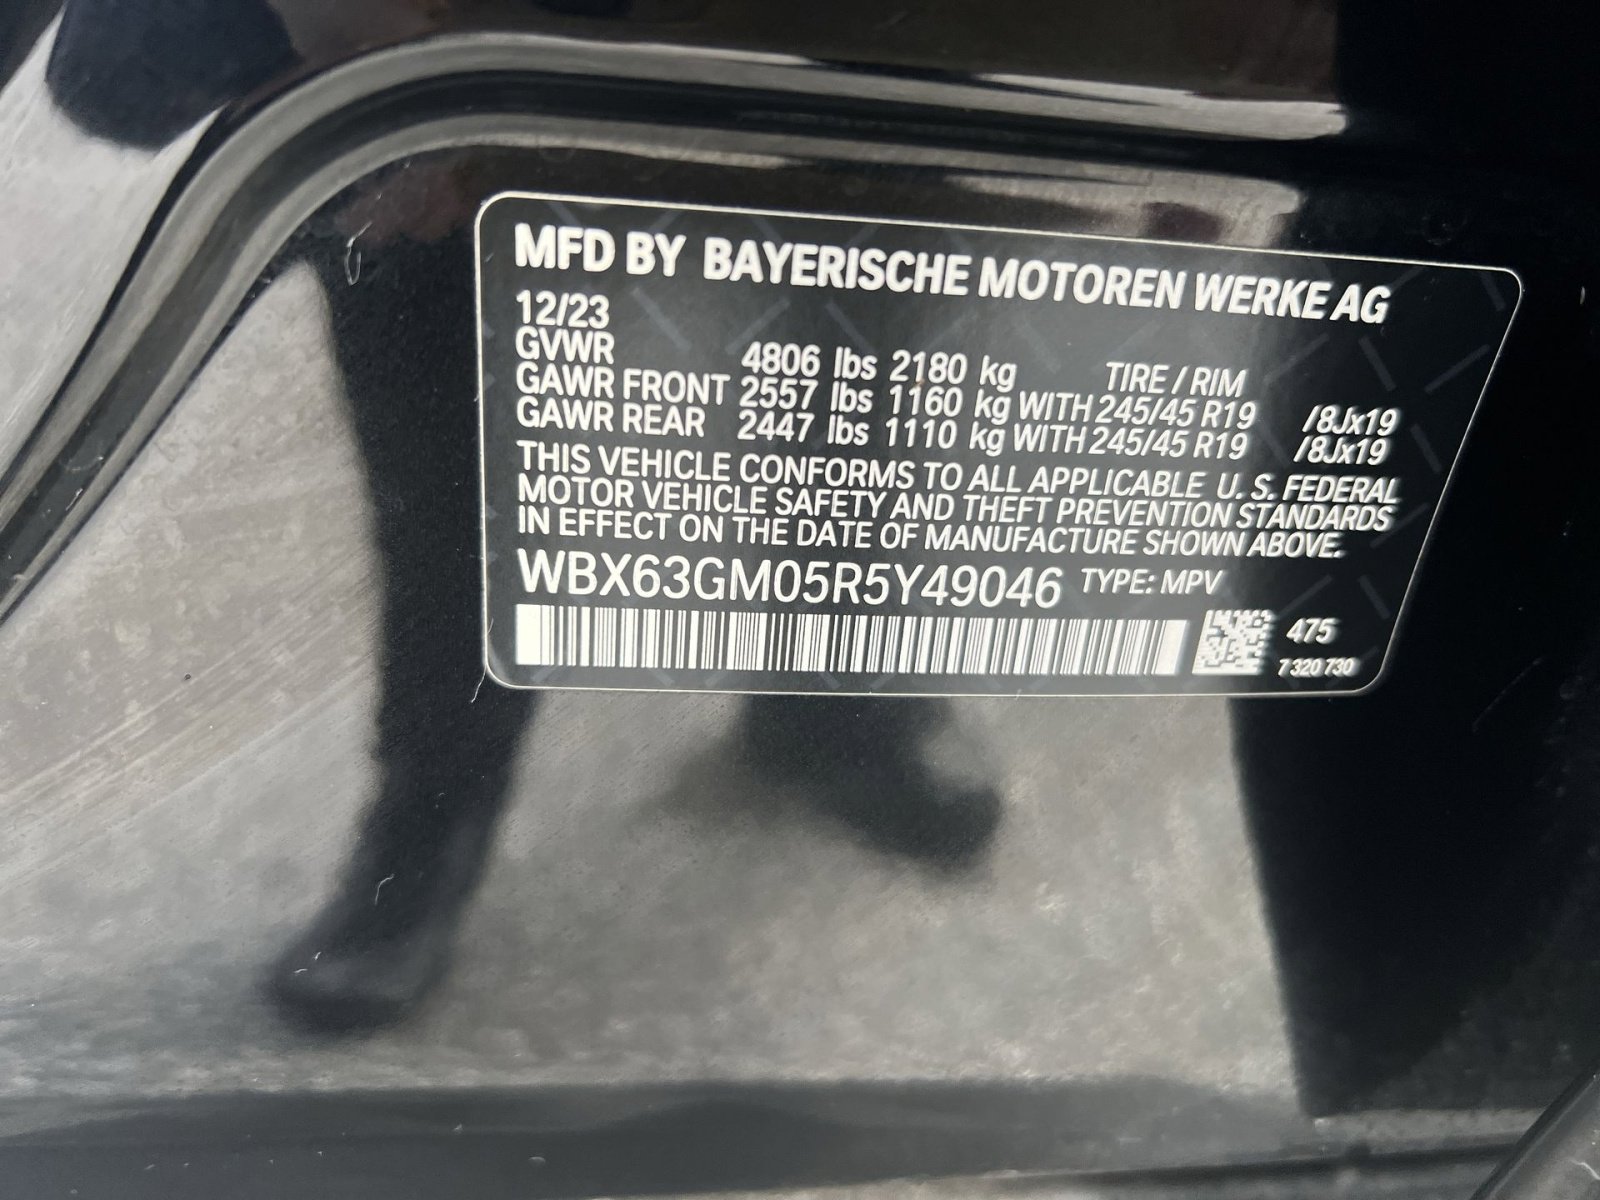 MFD BY BAYERISCHE MOTOREN WERKE AG
12/23
GVWR 4806 lbs 2180 kg TIRE / RIM
GAWR FRONT 2557 lbs 1160 kg WITH 245/45 R19 /8Jx19
GAWR REAR 2447 lbs 1110 kg WITH 245/45 R19 /8Jx19
THIS VEHICLE CONFORMS TO ALL APPLICABLE U. S. FEDERAL
MOTOR VEHICLE SAFETY AND THEFT PREVENTION STANDARDS
IN EFFECT ON THE DATE OF MANUFACTURE SHOWN ABOVE.
WBX63GM05R5Y49046 TYPE: MPV
475
7 320 730